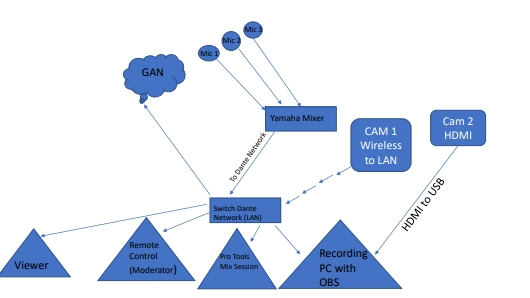 Mic 3
Mic 2
Mic 1
GAN
Yamaha Mixer
CAM 1
Wireless
to LAN
Cam 2
HDMI
To Dante Network
HDMI to USB
Switch Dante
Network (LAN)
Viewer
Remote
Control
(Moderator)
Pro Tools
Mix Session
Recording
PC with
OBS